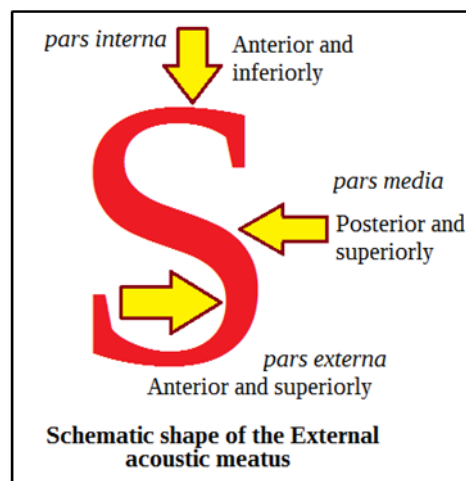 pars interna
Anterior and
inferiorly
S
pars media
Posterior and
superiorly
pars externa
Anterior and superiorly
Schematic shape of the External
acoustic meatus